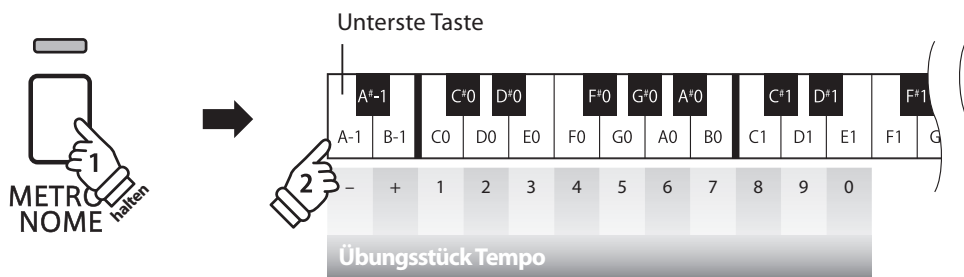 Unterste Taste
A#-1 C#0 D#0 F#0 G#0 A#0 C#1 D#1 F#1
A-1 B-1 C0 D0 E0 F0 G0 A0 B0 C1 D1 E1 F1 G
1
2
– + 1 2 3 4 5 6 7 8 9 0
METRO
NOME
halten
Übungsstück Tempo